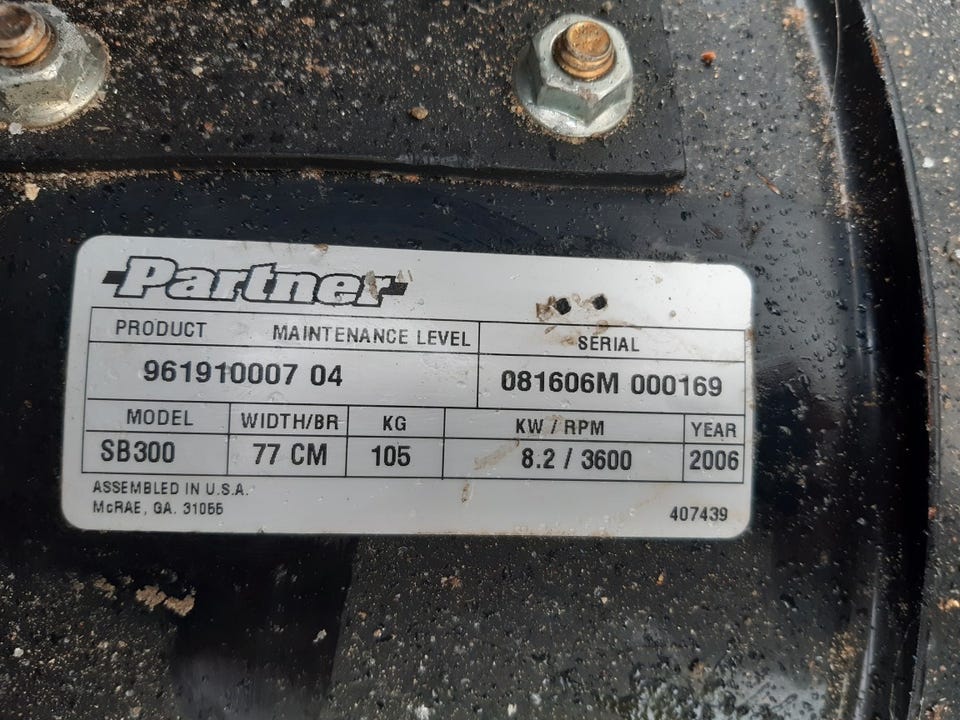 Partner
PRODUCT MAINTENANCE LEVEL SERIAL
961910007 04 081606M 000169
MODEL WIDTH/BR KG KW / RPM YEAR
SB300 77 CM 105 8.2 / 3600 2006
ASSEMBLED IN U.S.A.
McRAE, GA. 31055 407439